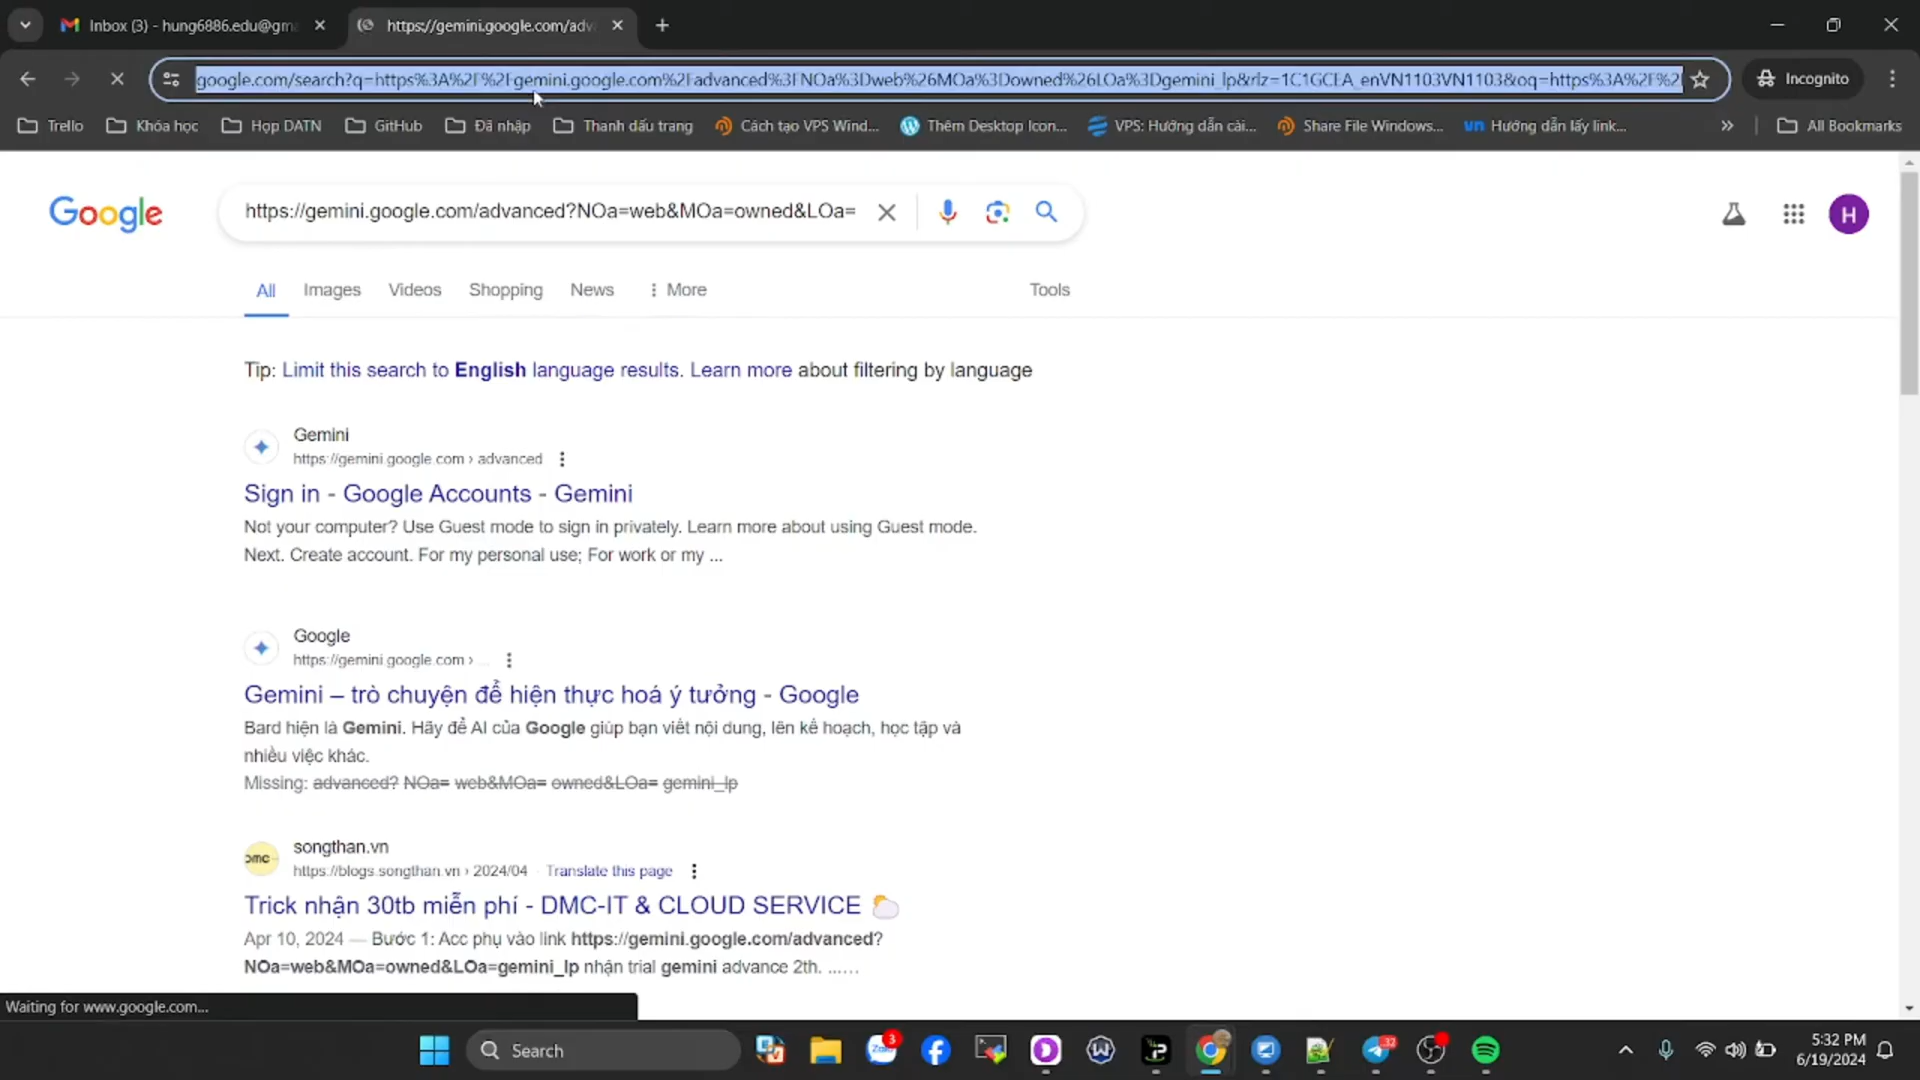 Inbox (3) - hung6886.edu@gma
https://gemini.google.com/adv
google.com/search?q=https%3A%2F%2Fgemini.google.com%2Fadvanced%3FNOa%3Dweb%26MOa%3Downed%26LOa%3Dgemini_lp&rlz=1C1GCEA_enVN1103VN1103&oq=https%3A%2F%2
Incognito
Trello
Khóa học
Họp DATN
GitHub
Đã nhập
Thanh dấu trang
Cách tạo VPS Wind...
Thêm Desktop Icon...
VPS: Hướng dẫn cài...
Share File Windows...
vn Hướng dẫn lấy link...
All Bookmarks
Google
https://gemini.google.com/advanced?NOa=web&MOa=owned&LOa=
H
All
Images
Videos
Shopping
News
More
Tools
Tip: Limit this search to English language results. Learn more about filtering by language
Gemini
https://gemini.google.com › advanced
Sign in - Google Accounts - Gemini
Not your computer? Use Guest mode to sign in privately. Learn more about using Guest mode.
Next. Create account. For my personal use; For work or my ...
Google
https://gemini.google.com › ...
Gemini – trò chuyện để hiện thực hoá ý tưởng - Google
Bard hiện là Gemini. Hãy để AI của Google giúp bạn viết nội dung, lên kế hoạch, học tập và
nhiều việc khác.
Missing: advanced? NOa= web&MOa= owned&LOa= gemini_lp
DMC
songthan.vn
https://blogs.songthan.vn › 2024/04 · Translate this page
Trick nhận 30tb miễn phí - DMC-IT & CLOUD SERVICE
Apr 10, 2024 — Bước 1: Acc phụ vào link https://gemini.google.com/advanced?
NOa=web&MOa=owned&LOa=gemini_lp nhận trial gemini advance 2th. ......
Waiting for www.google.com...
Search
Zalo
3
32
5:32 PM
6/19/2024